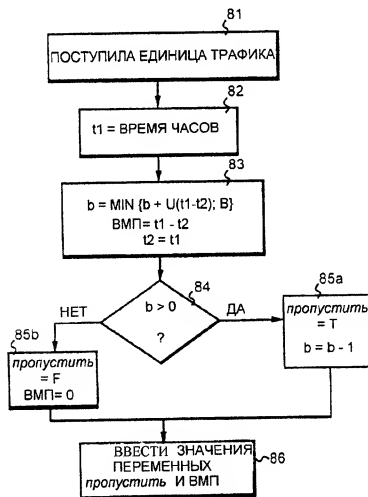 81
ПОСТУПИЛА ЕДИНИЦА ТРАФИКА
82
t1 = ВРЕМЯ ЧАСОВ
83
b = MIN {b + U(t1-t2); B}
ВМП= t1 - t2
t2 = t1
84
b > 0
?
НЕТ
ДА
85a
пропустить
= T
b = b - 1
85b
пропустить
= F
ВМП= 0
ВВЕСТИ ЗНАЧЕНИЯ
ПЕРЕМЕННЫХ
пропустить И ВМП
86